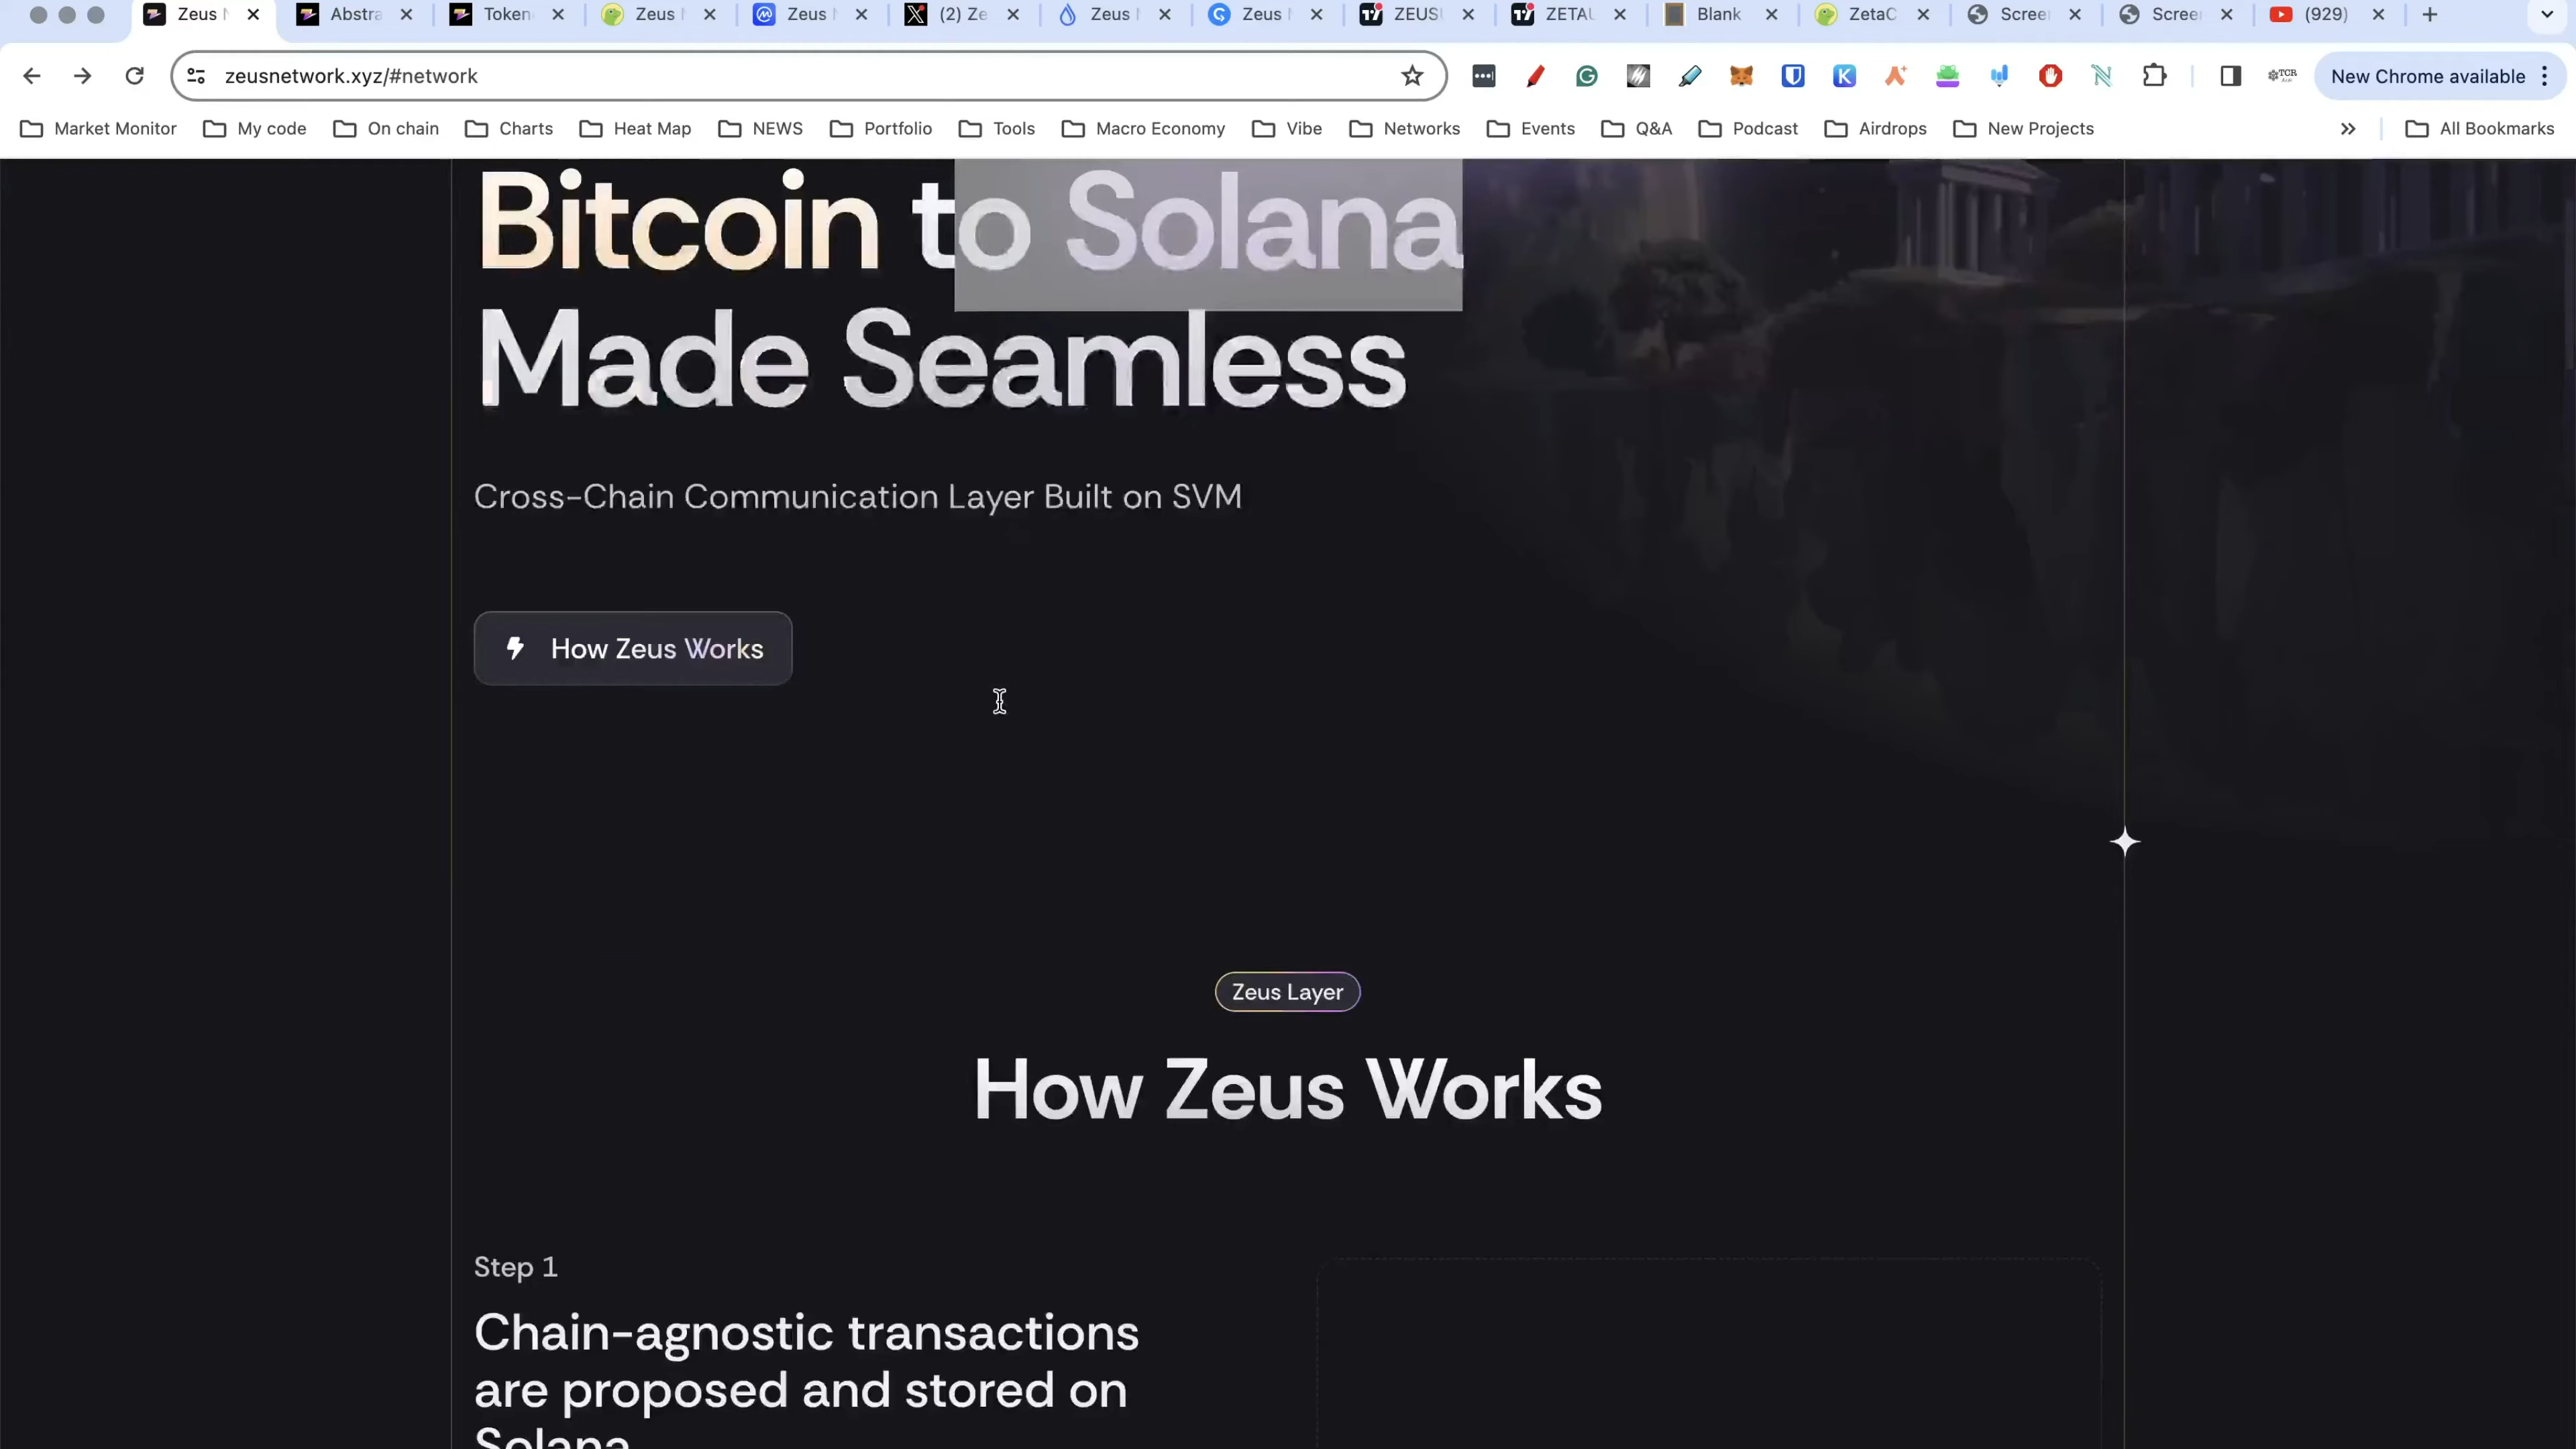 Zeus N
Abstra
Token
Zeus N
Zeus N
(2) Ze
Zeus N
Zeus N
ZEUS
ZETAU
Blank
ZetaC
Scree
Scree
(929)
zeusnetwork.xyz/#network
New Chrome available
Market Monitor
My code
On chain
Charts
Heat Map
NEWS
Portfolio
Tools
Macro Economy
Vibe
Networks
Events
Q&A
Podcast
Airdrops
New Projects
All Bookmarks
Bitcoin to Solana
Made Seamless
Cross-Chain Communication Layer Built on SVM
How Zeus Works
Zeus Layer
How Zeus Works
Step 1
Chain-agnostic transactions
are proposed and stored on
Solana